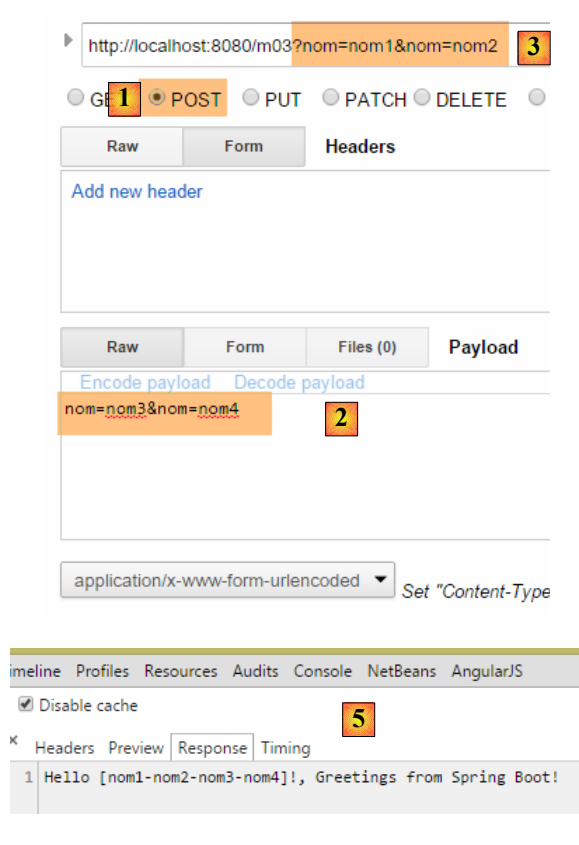 http://localhost:8080/m03?nom=nom1&nom=nom2 3
GE 1 POST PUT PATCH DELETE
Raw Form Headers
Add new header
Raw Form Files (0) Payload
Encode payload Decode payload
nom=nom3&nom=nom4 2
application/x-www-form-urlencoded Set "Content-Type
imeline Profiles Resources Audits Console NetBeans AngularJS
Disable cache 5
× Headers Preview Response Timing
1 Hello [nom1-nom2-nom3-nom4]!, Greetings from Spring Boot!